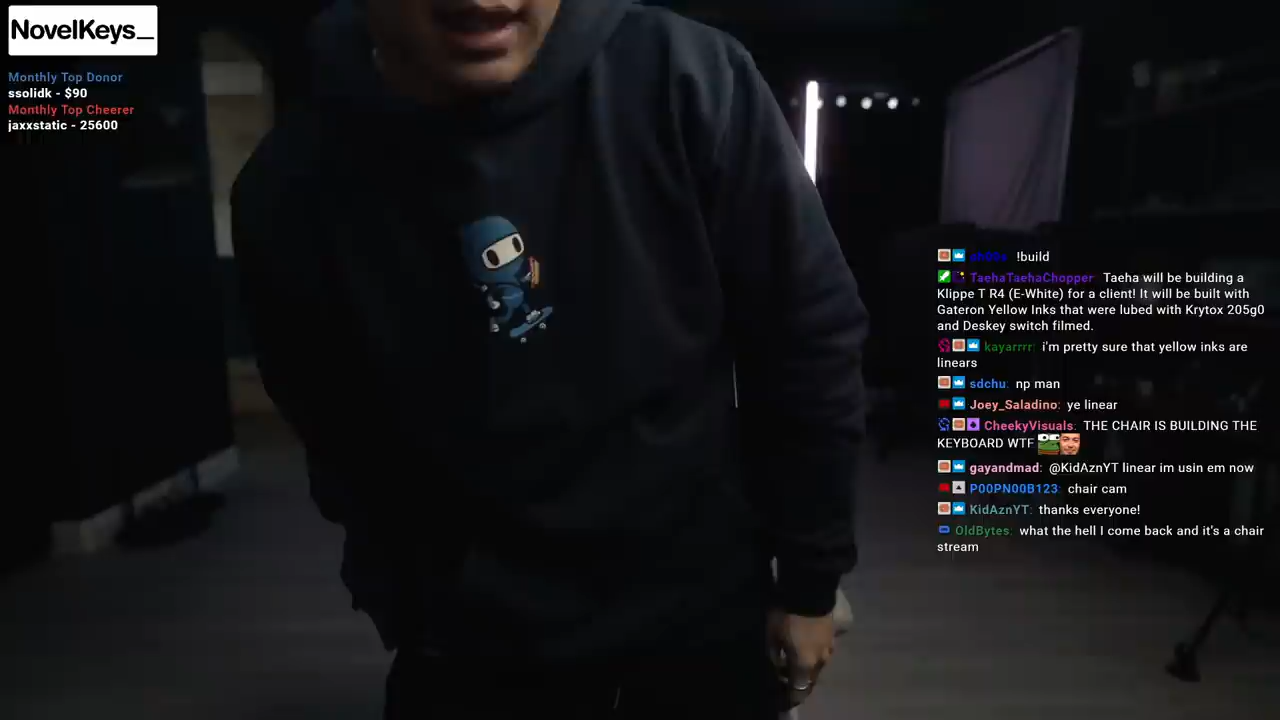 NovelKeys_
Monthly Top Donor
ssolidk - $90
Monthly Top Cheerer
jaxxstatic - 25600
!build
TaehaTaehaChopper: Taeha will be building a
Klippe T R4 (E-White) for a client! It will be built with
Gateron Yellow Inks that were lubed with Krytox 205g0
and Deskey switch filmed.
kayarrrr: i'm pretty sure that yellow inks are
linears
sdchu: np man
Joey_Saladino: ye linear
CheekyVisuals: THE CHAIR IS BUILDING THE
KEYBOARD WTF
gayandmad: @KidAznYT linear im usin em now
P00PN00B123: chair cam
KidAznYT: thanks everyone!
OldBytes: what the hell I come back and it's a chair
stream